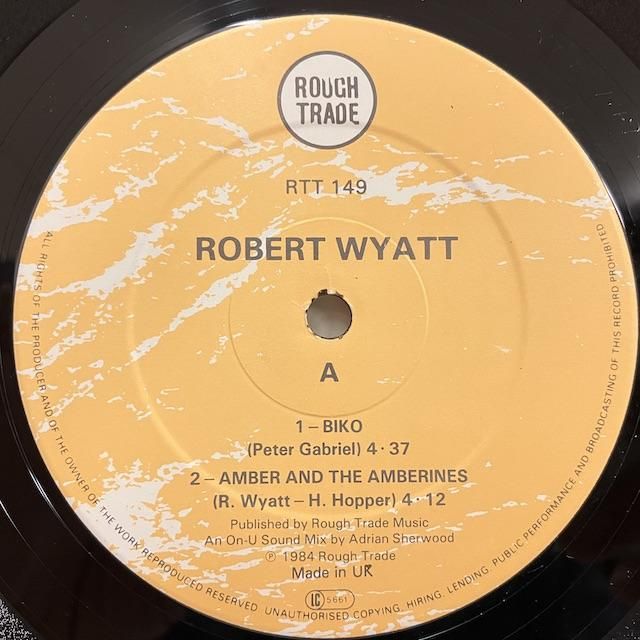 ROUGH
TRADE
RTT 149
ROBERT WYATT
A
1 – BIKO
(Peter Gabriel) 4·37
2 – AMBER AND THE AMBERINES
(R. Wyatt – H. Hopper) 4·12
Published by Rough Trade Music
An On-U Sound Mix by Adrian Sherwood
℗ 1984 Rough Trade
Made in UK
LC 5661
ALL RIGHTS OF THE PRODUCER AND OF THE OWNER OF THE WORK REPRODUCED RESERVED UNAUTHORISED COPYING, HIRING, LENDING, PUBLIC PERFORMANCE AND BROADCASTING OF THIS RECORD PROHIBITED